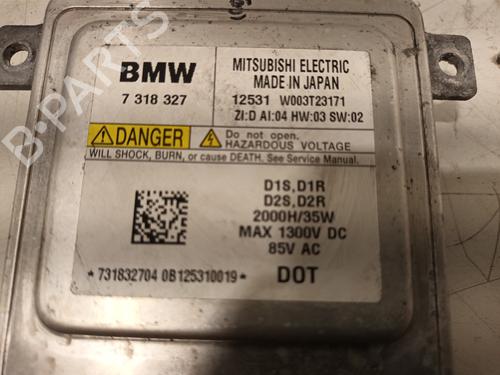 B-PARTS
BMW
7 318 327
MITSUBISHI ELECTRIC
MADE IN JAPAN
12531 W003T23171
ZI:D AI:04 HW:03 SW:02
DANGER
Do not open.
HAZARDOUS VOLTAGE
WILL SHOCK, BURN, or cause DEATH. See Service Manual.
D1S,D1R
D2S,D2R
2000H/35W
MAX 1300V DC
85V AC
*731832704 0B125310019*
DOT